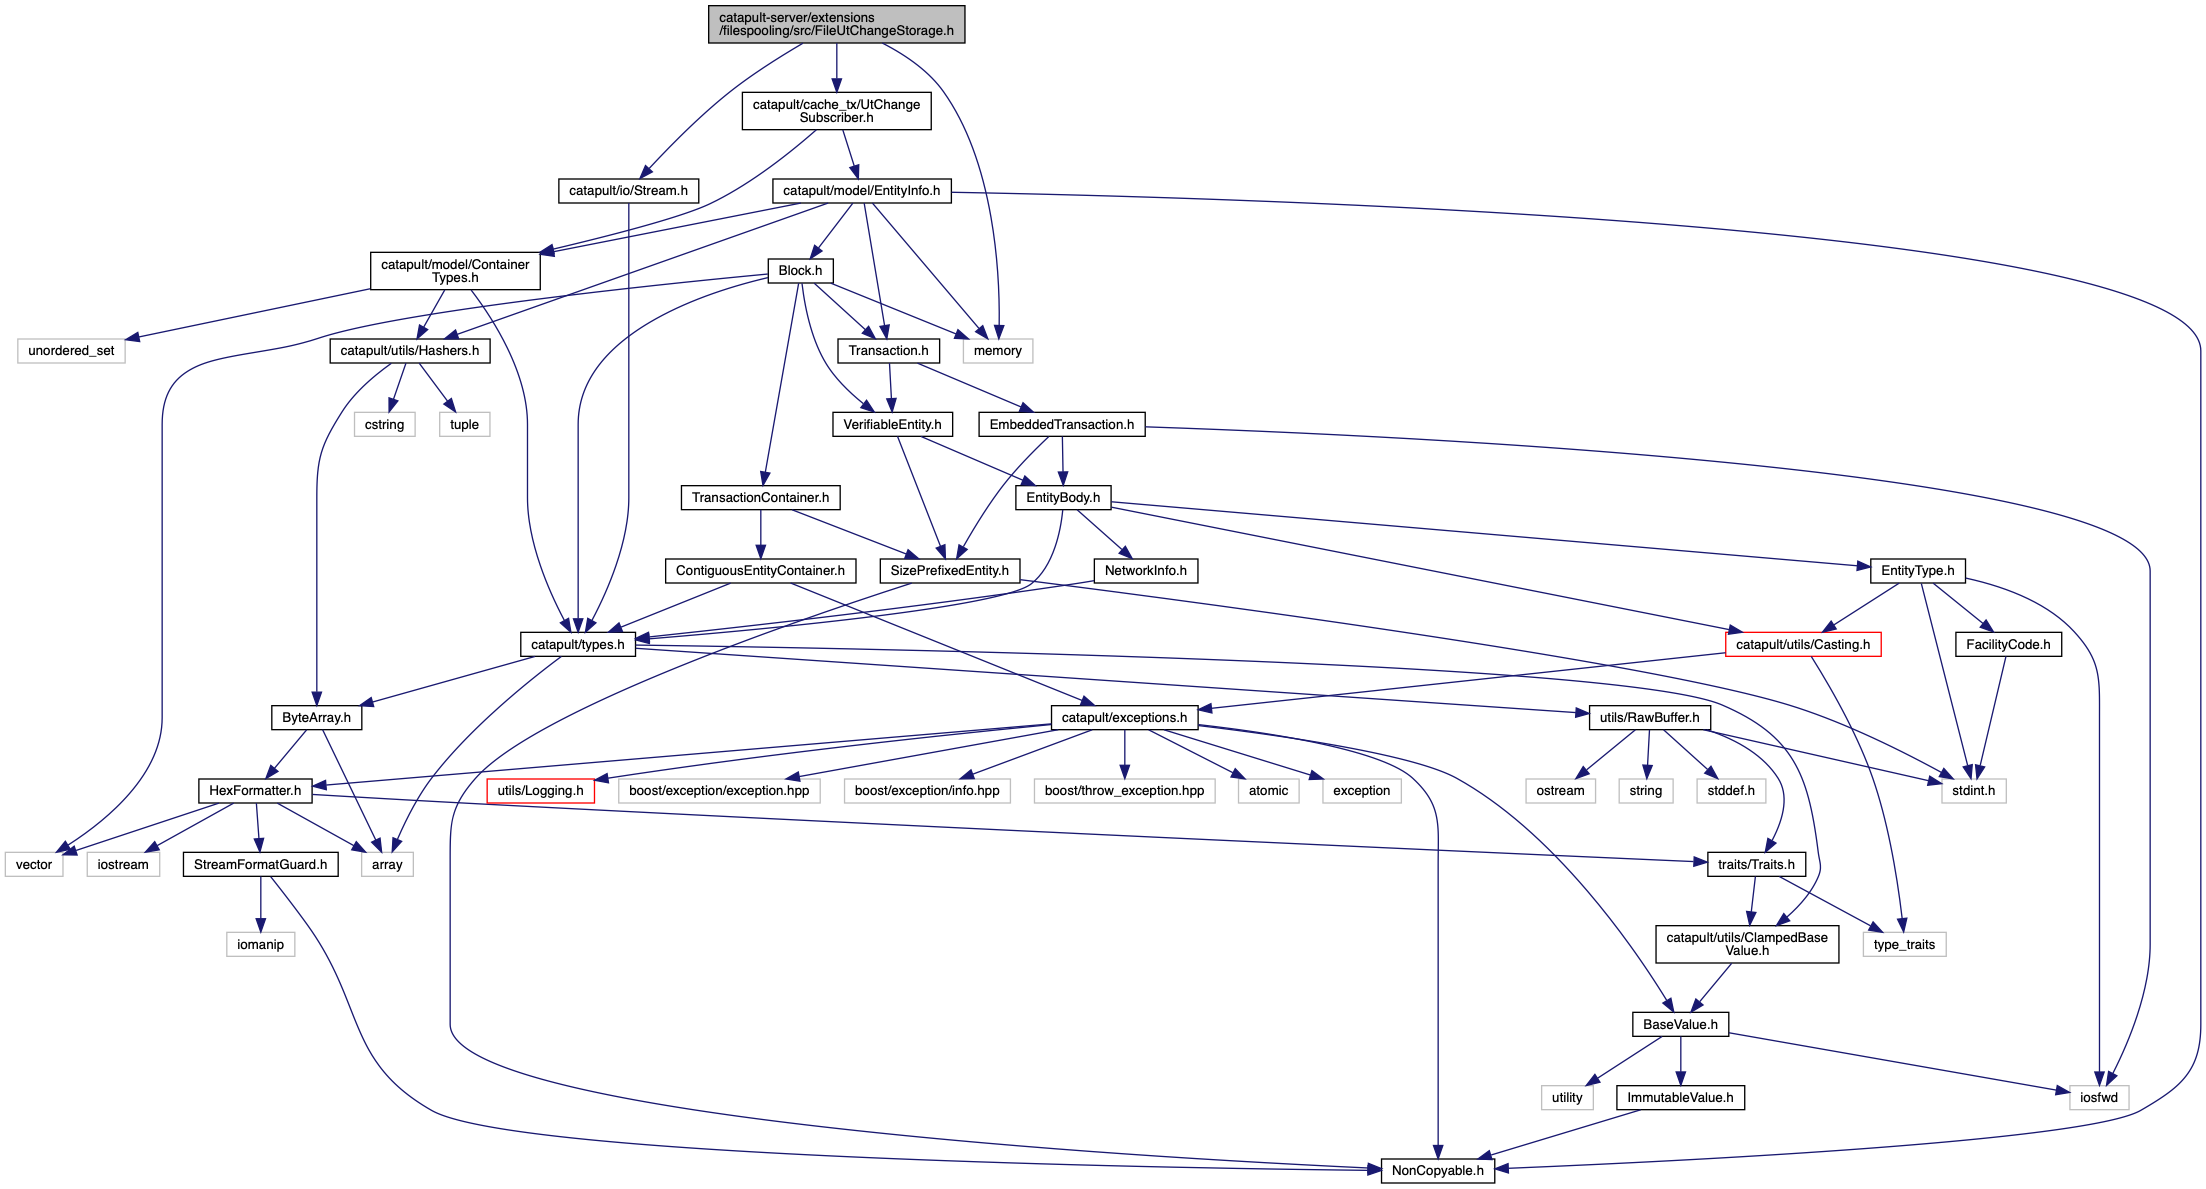 catapult-server/extensions
/filespooling/src/FileUtChangeStorage.h
catapult/cache_tx/UtChange
Subscriber.h
catapult/io/Stream.h
catapult/model/EntityInfo.h
catapult/model/Container
Types.h
Block.h
unordered_set
catapult/utils/Hashers.h
Transaction.h
memory
cstring
tuple
VerifiableEntity.h
EmbeddedTransaction.h
TransactionContainer.h
EntityBody.h
ContiguousEntityContainer.h
SizePrefixedEntity.h
NetworkInfo.h
EntityType.h
catapult/types.h
catapult/utils/Casting.h
FacilityCode.h
ByteArray.h
catapult/exceptions.h
utils/RawBuffer.h
HexFormatter.h
utils/Logging.h
boost/exception/exception.hpp
boost/exception/info.hpp
boost/throw_exception.hpp
atomic
exception
ostream
string
stddef.h
stdint.h
vector
iostream
StreamFormatGuard.h
array
traits/Traits.h
iomanip
catapult/utils/ClampedBase
Value.h
type_traits
BaseValue.h
utility
ImmutableValue.h
iosfwd
NonCopyable.h